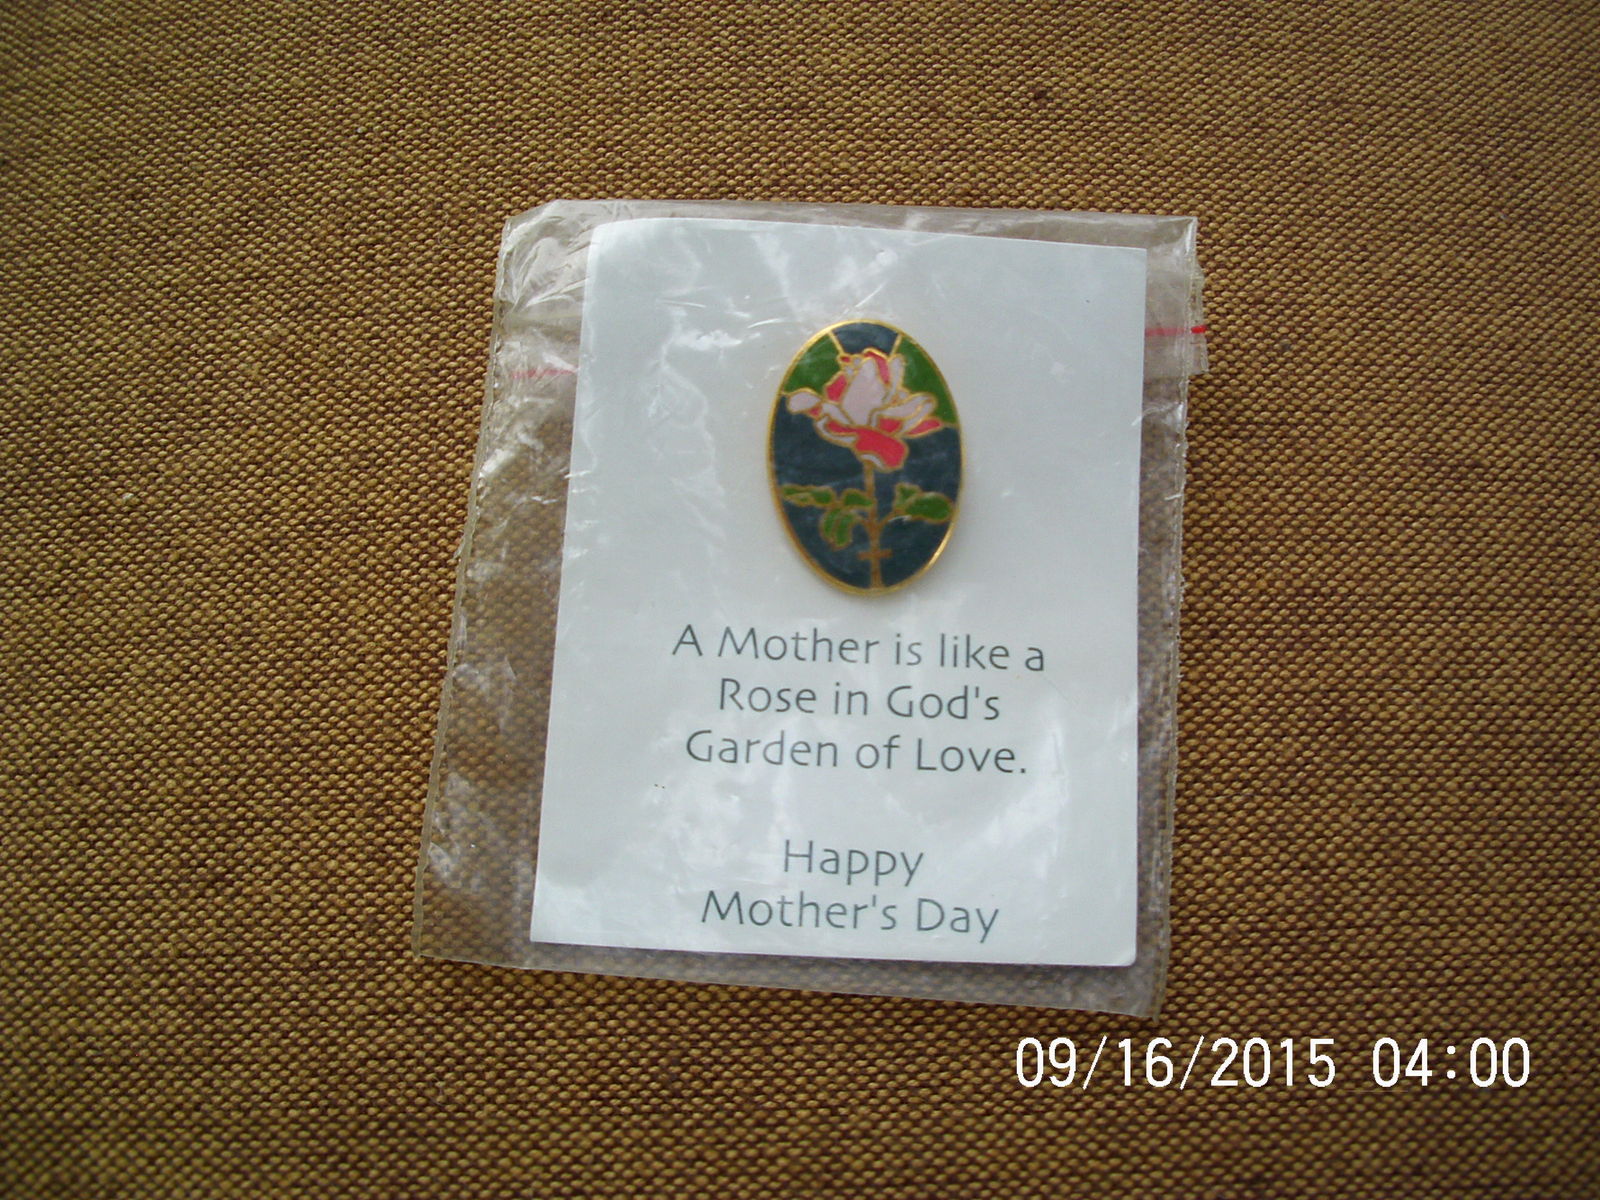 A Mother is like a
Rose in God's
Garden of Love.
Happy
Mother's Day
09/16/2015 04:00